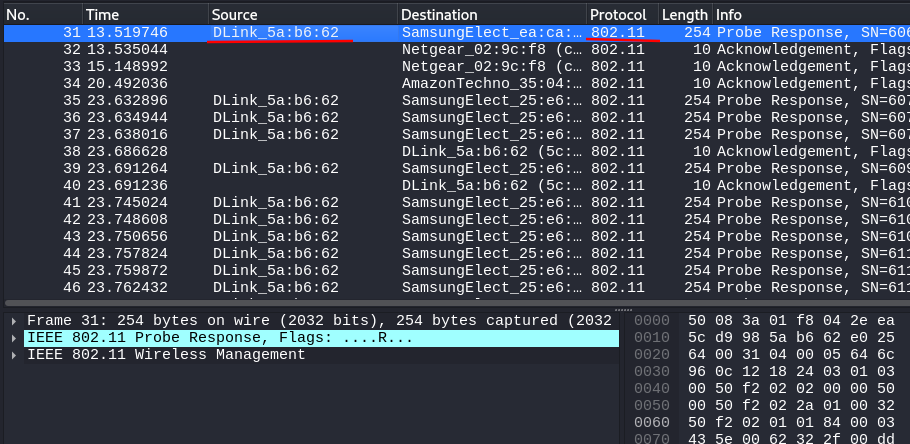 No. Time Source Destination Protocol Length Info
31 13.519746 DLink_5a:b6:62 SamsungElect_ea:ca:… 802.11 254 Probe Response, SN=606
32 13.535044 Netgear_02:9c:f8 (c… 802.11 10 Acknowledgement, Flags
33 15.148992 Netgear_02:9c:f8 (c… 802.11 10 Acknowledgement, Flags
34 20.492036 AmazonTechno_35:04:… 802.11 10 Acknowledgement, Flags
35 23.632896 DLink_5a:b6:62 SamsungElect_25:e6:… 802.11 254 Probe Response, SN=607
36 23.634944 DLink_5a:b6:62 SamsungElect_25:e6:… 802.11 254 Probe Response, SN=607
37 23.638016 DLink_5a:b6:62 SamsungElect_25:e6:… 802.11 254 Probe Response, SN=607
38 23.686628 DLink_5a:b6:62 (5c:… 802.11 10 Acknowledgement, Flags
39 23.691264 DLink_5a:b6:62 SamsungElect_25:e6:… 802.11 254 Probe Response, SN=609
40 23.691236 DLink_5a:b6:62 (5c:… 802.11 10 Acknowledgement, Flags
41 23.745024 DLink_5a:b6:62 SamsungElect_25:e6:… 802.11 254 Probe Response, SN=610
42 23.748608 DLink_5a:b6:62 SamsungElect_25:e6:… 802.11 254 Probe Response, SN=610
43 23.750656 DLink_5a:b6:62 SamsungElect_25:e6:… 802.11 254 Probe Response, SN=610
44 23.757824 DLink_5a:b6:62 SamsungElect_25:e6:… 802.11 254 Probe Response, SN=611
45 23.759872 DLink_5a:b6:62 SamsungElect_25:e6:… 802.11 254 Probe Response, SN=611
46 23.762432 DLink_5a:b6:62 SamsungElect_25:e6:… 802.11 254 Probe Response, SN=611
Frame 31: 254 bytes on wire (2032 bits), 254 bytes captured (2032
IEEE 802.11 Probe Response, Flags: ....R...
IEEE 802.11 Wireless Management
0000 50 08 3a 01 f8 04 2e ea
0010 5c d9 98 5a b6 62 e0 25
0020 64 00 31 04 00 05 64 6c
0030 96 0c 12 18 24 03 01 03
0040 00 50 f2 02 02 00 00 50
0050 00 50 f2 02 2a 01 00 32
0060 50 f2 02 01 01 84 00 03
0070 43 5e 00 62 32 2f 00 dd